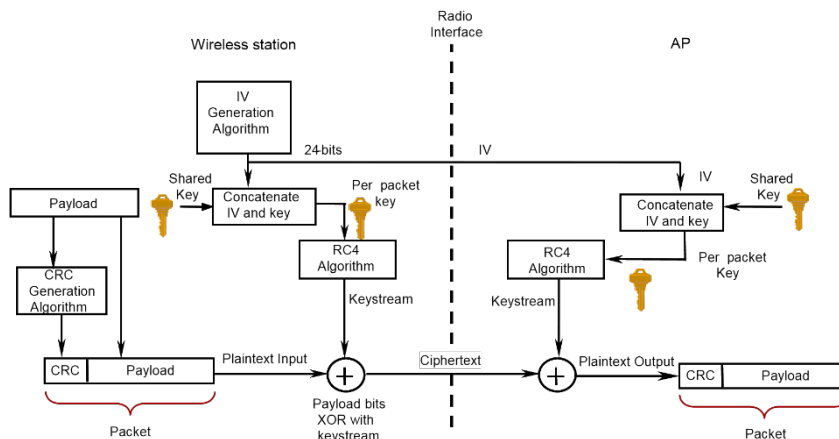 Radio
Interface
Wireless station
AP
IV
Generation
Algorithm
24-bits
IV
Shared
Key
Concatenate
IV and key
Per packet
key
IV
Shared
Key
Concatenate
IV and key
Payload
RC4
Algorithm
RC4
Algorithm
Per packet
Key
CRC
Generation
Algorithm
Keystream
Keystream
CRC
Payload
Plaintext Input
Ciphertext
Plaintext Output
CRC
Payload
Payload bits
XOR with
keystream
Packet
Packet